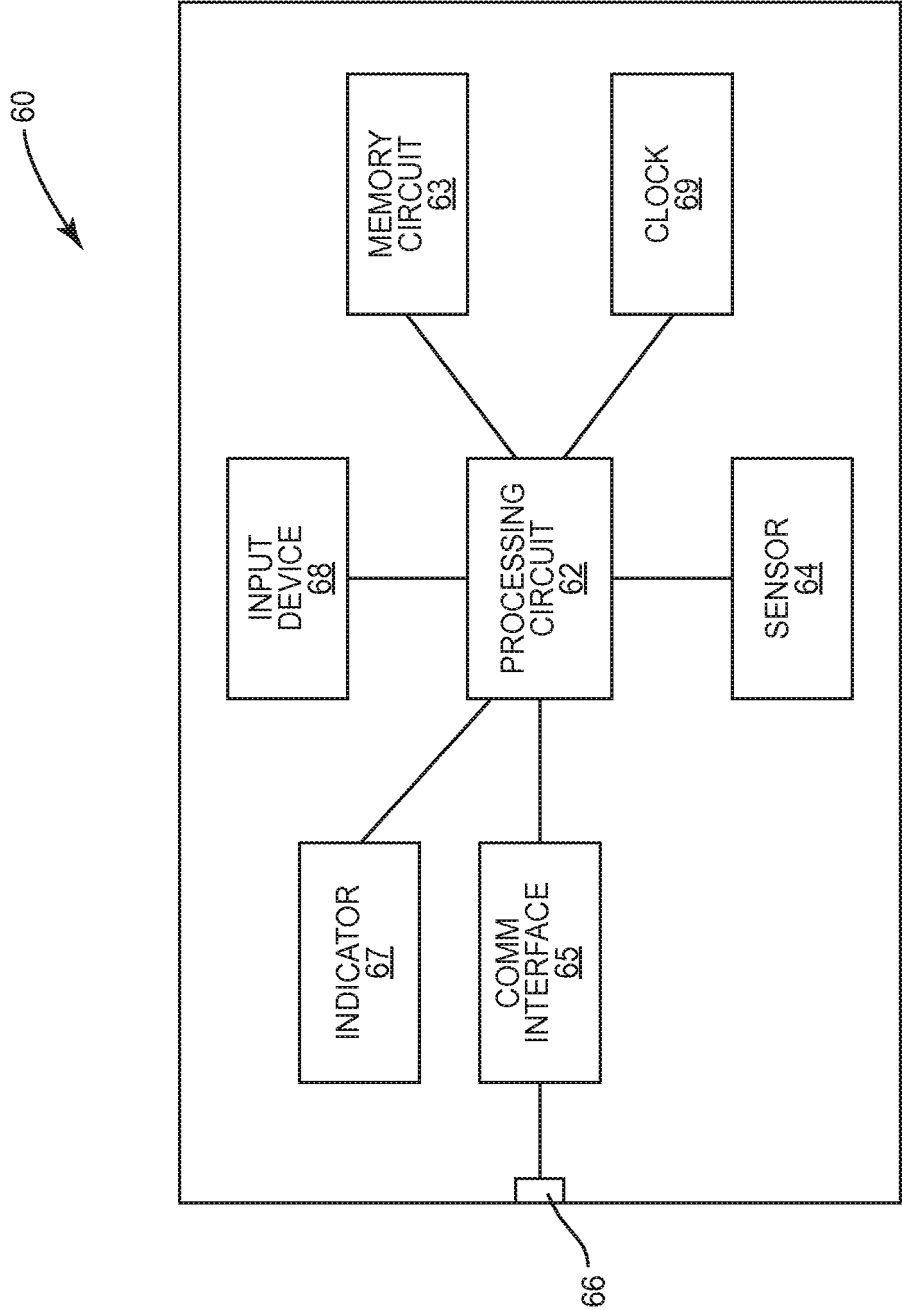 60
INDICATOR
67
COMM
INTERFACE
65
66
INPUT
DEVICE
68
PROCESSING
CIRCUIT
62
SENSOR
64
MEMORY
CIRCUIT
63
CLOCK
69